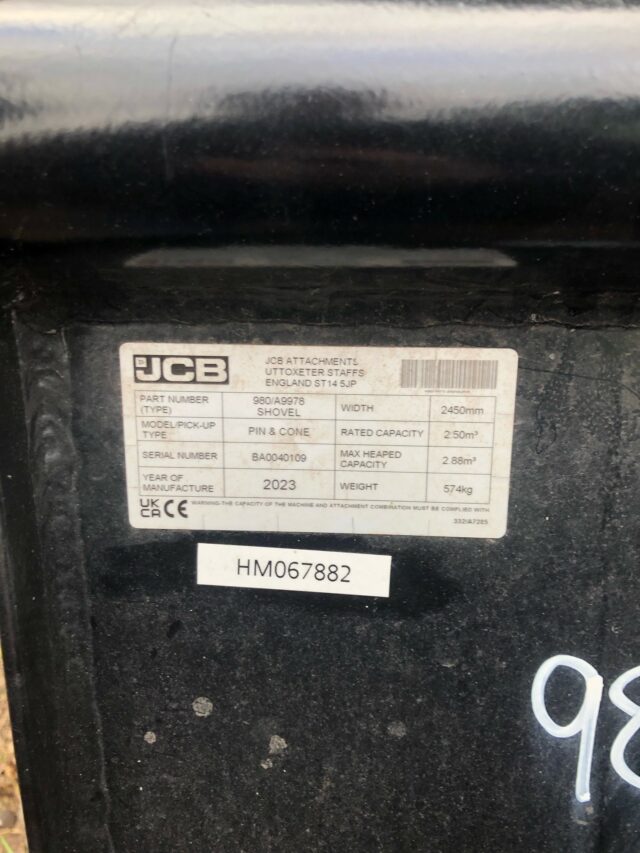 JCB
JCB ATTACHMENTS
UTTOXETER STAFFS
ENGLAND ST14 5JP
PART NUMBER (TYPE) 980/A9978 SHOVEL WIDTH 2450mm
MODEL/PICK-UP TYPE PIN & CONE RATED CAPACITY 2.50m³
SERIAL NUMBER BA0040109 MAX HEAPED CAPACITY 2.88m³
YEAR OF MANUFACTURE 2023 WEIGHT 574kg
UK CA CE WARNING-THE CAPACITY OF THE MACHINE AND ATTACHMENT COMBINATION MUST BE COMPLIED WITH
332/A7285
HM067882
98